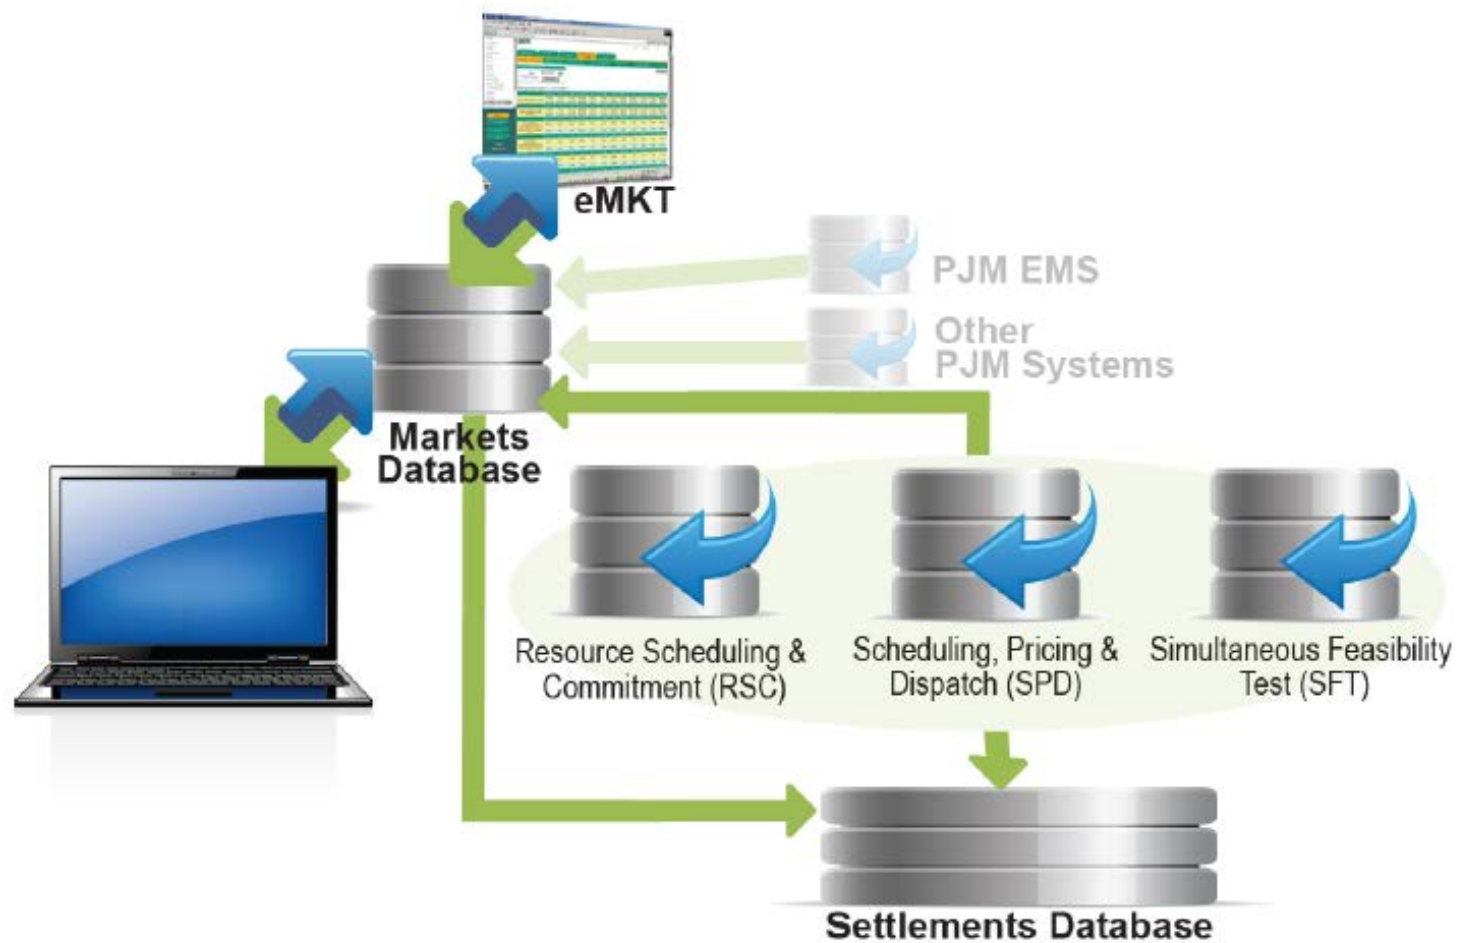 eMKT
PJM EMS
Other
PJM Systems
Markets
Database
Resource Scheduling &
Commitment (RSC)
Scheduling, Pricing &
Dispatch (SPD)
Simultaneous Feasibility
Test (SFT)
Settlements Database